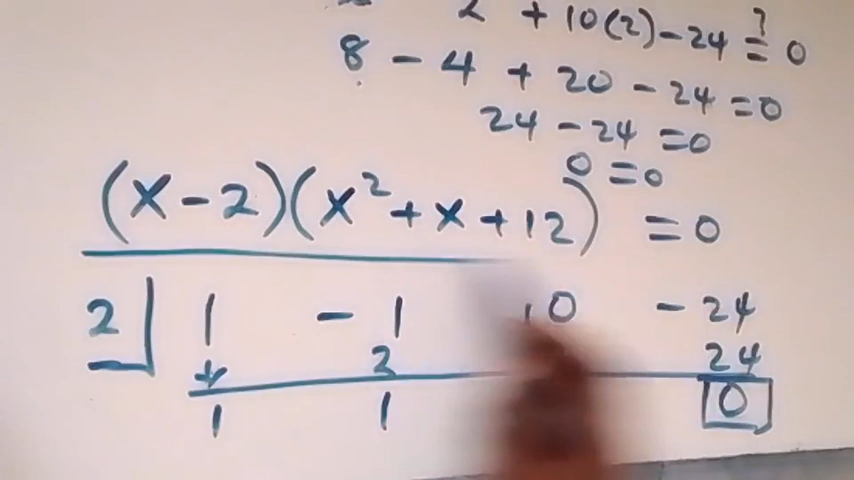 2 + 10(2) - 24 ≟ 0
8 - 4 + 20 - 24 = 0
24 - 24 = 0
0 = 0
(x - 2)(x² + x + 12) = 0
2 1 - 1 10 - 24
2 24
1 1 0